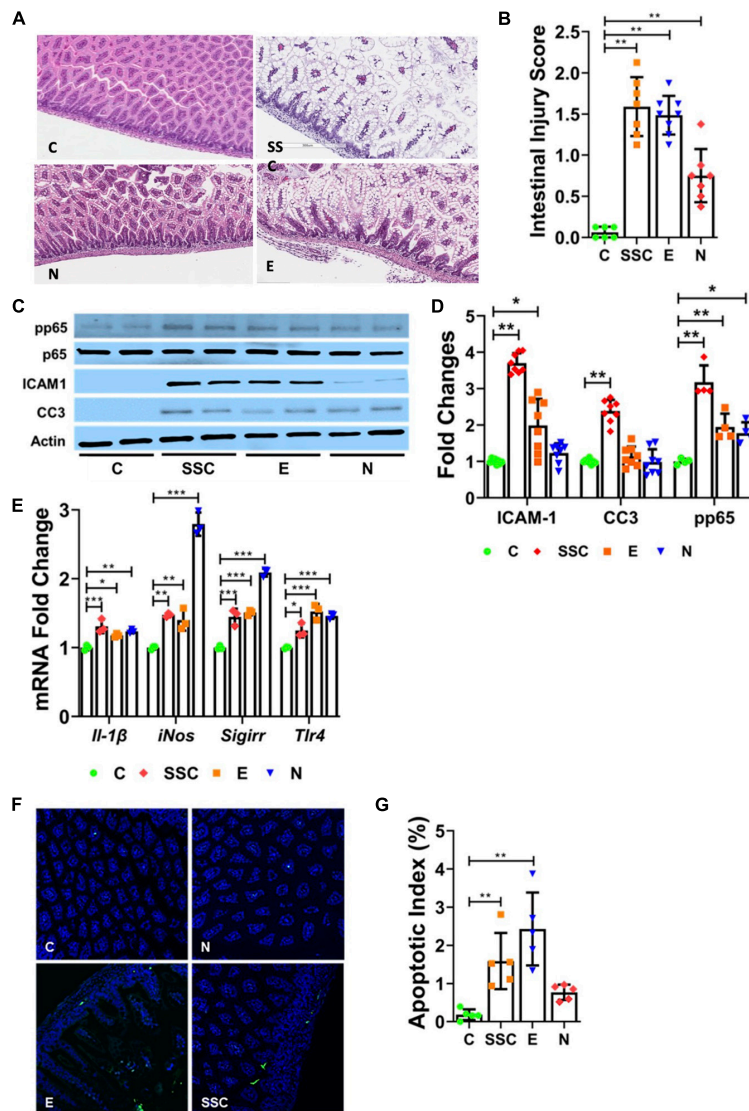 A
C
SS
C
N
E
B
Intestinal Injury Score
2.5
2.0
1.5
1.0
0.5
0.0
** 
**
**
C SSC E N
C
pp65
p65
ICAM1
CC3
Actin
C SSC E N
D
Fold Changes
5
4
3
2
1
0
*
**
**
*
**
**
ICAM-1 CC3 pp65
C SSC E N
E
mRNA Fold Change
3
2
1
0
**
*
***
***
**
**
***
***
***
***
***
*
Il-1β iNos Sigirr Tlr4
C SSC E N
F
C
N
E
SSC
G
Apoptotic Index (%)
5
4
3
2
1
0
**
**
C SSC E N